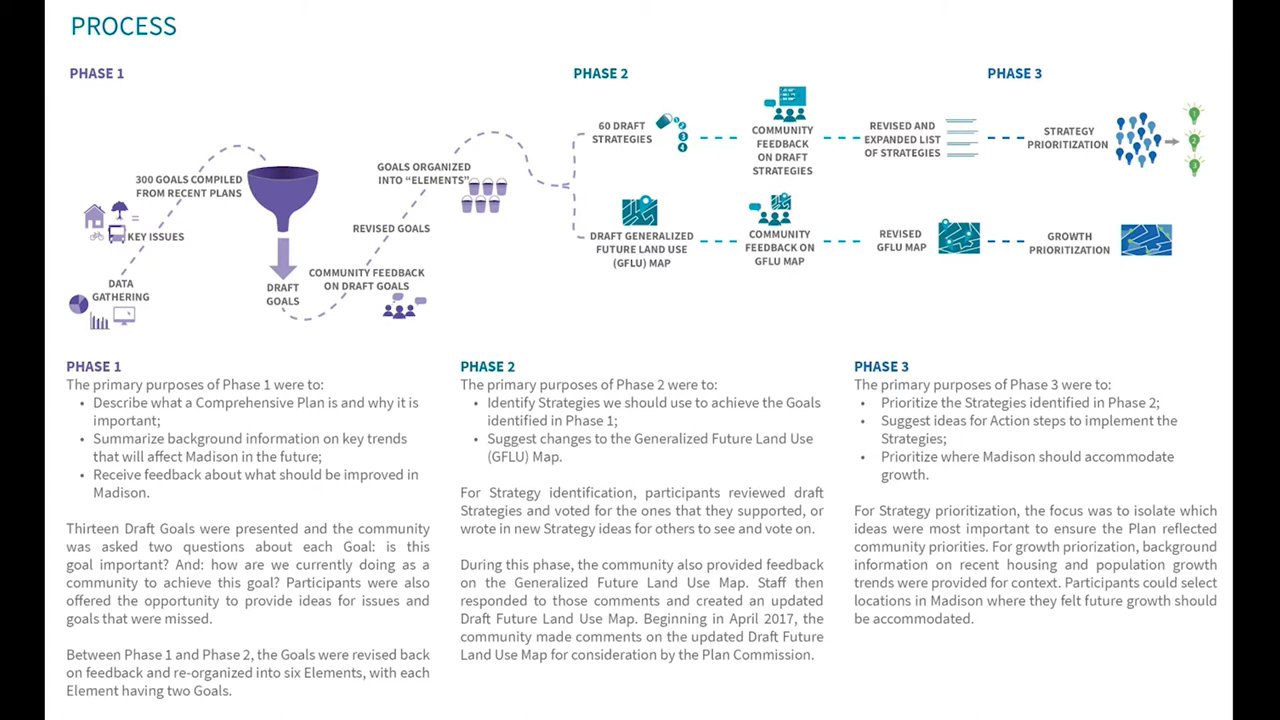 PROCESS
PHASE 1
PHASE 2
PHASE 3
300 GOALS COMPILED
FROM RECENT PLANS
KEY ISSUES
DATA
GATHERING
DRAFT
GOALS
COMMUNITY FEEDBACK
ON DRAFT GOALS
REVISED GOALS
GOALS ORGANIZED
INTO “ELEMENTS”
60 DRAFT
STRATEGIES
COMMUNITY
FEEDBACK
ON DRAFT
STRATEGIES
REVISED AND
EXPANDED LIST
OF STRATEGIES
STRATEGY
PRIORITIZATION
DRAFT GENERALIZED
FUTURE LAND USE
(GFLU) MAP
COMMUNITY
FEEDBACK ON
GFLU MAP
REVISED
GFLU MAP
GROWTH
PRIORITIZATION
PHASE 1
The primary purposes of Phase 1 were to:
• Describe what a Comprehensive Plan is and why it is
important;
• Summarize background information on key trends
that will affect Madison in the future;
• Receive feedback about what should be improved in
Madison.
Thirteen Draft Goals were presented and the community
was asked two questions about each Goal: is this
goal important? And: how are we currently doing as a
community to achieve this goal? Participants were also
offered the opportunity to provide ideas for issues and
goals that were missed.
Between Phase 1 and Phase 2, the Goals were revised back
on feedback and re-organized into six Elements, with each
Element having two Goals.
PHASE 2
The primary purposes of Phase 2 were to:
• Identify Strategies we should use to achieve the Goals
identified in Phase 1;
• Suggest changes to the Generalized Future Land Use
(GFLU) Map.
For Strategy identification, participants reviewed draft
Strategies and voted for the ones that they supported, or
wrote in new Strategy ideas for others to see and vote on.
During this phase, the community also provided feedback
on the Generalized Future Land Use Map. Staff then
responded to those comments and created an updated
Draft Future Land Use Map. Beginning in April 2017, the
community made comments on the updated Draft Future
Land Use Map for consideration by the Plan Commission.
PHASE 3
The primary purposes of Phase 3 were to:
• Prioritize the Strategies identified in Phase 2;
• Suggest ideas for Action steps to implement the
Strategies;
• Prioritize where Madison should accommodate
growth.
For Strategy prioritization, the focus was to isolate which
ideas were most important to ensure the Plan reflected
community priorities. For growth priorization, background
information on recent housing and population growth
trends were provided for context. Participants could select
locations in Madison where they felt future growth should
be accommodated.